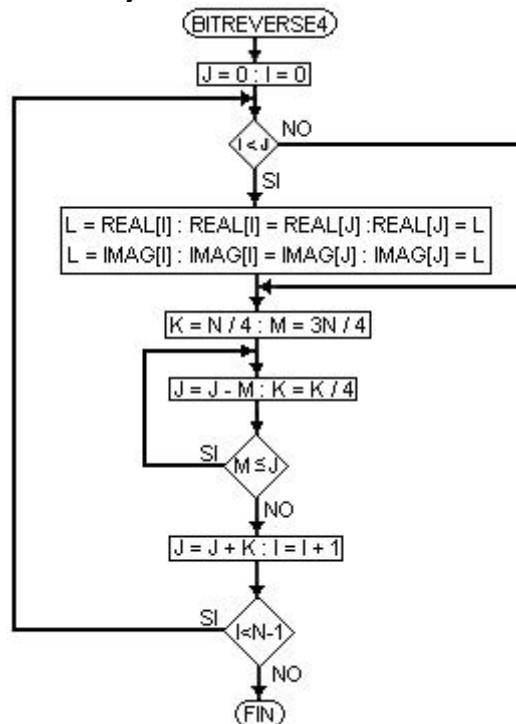 BITREVERSE4
J = 0 : I = 0
I < J
NO
SI
L = REAL[I] : REAL[I] = REAL[J] :REAL[J] = L
L = IMAG[I] : IMAG[I] = IMAG[J] : IMAG[J] = L
K = N / 4 : M = 3N / 4
J = J - M : K = K / 4
SI
M ≤ J
NO
J = J + K : I = I + 1
SI
I<N-1
NO
FIN